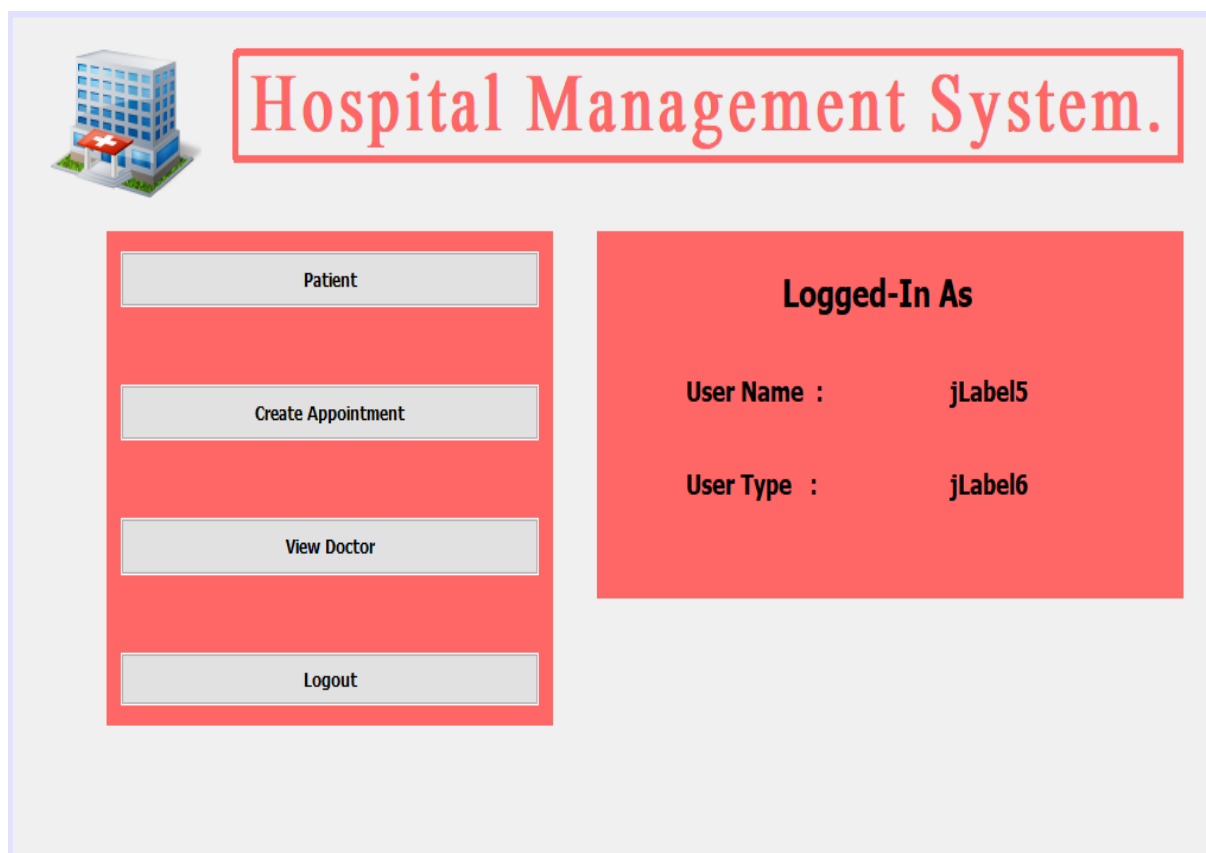 Hospital Management System.
Patient
Create Appointment
View Doctor
Logout
Logged-In As
User Name : jLabel5
User Type : jLabel6